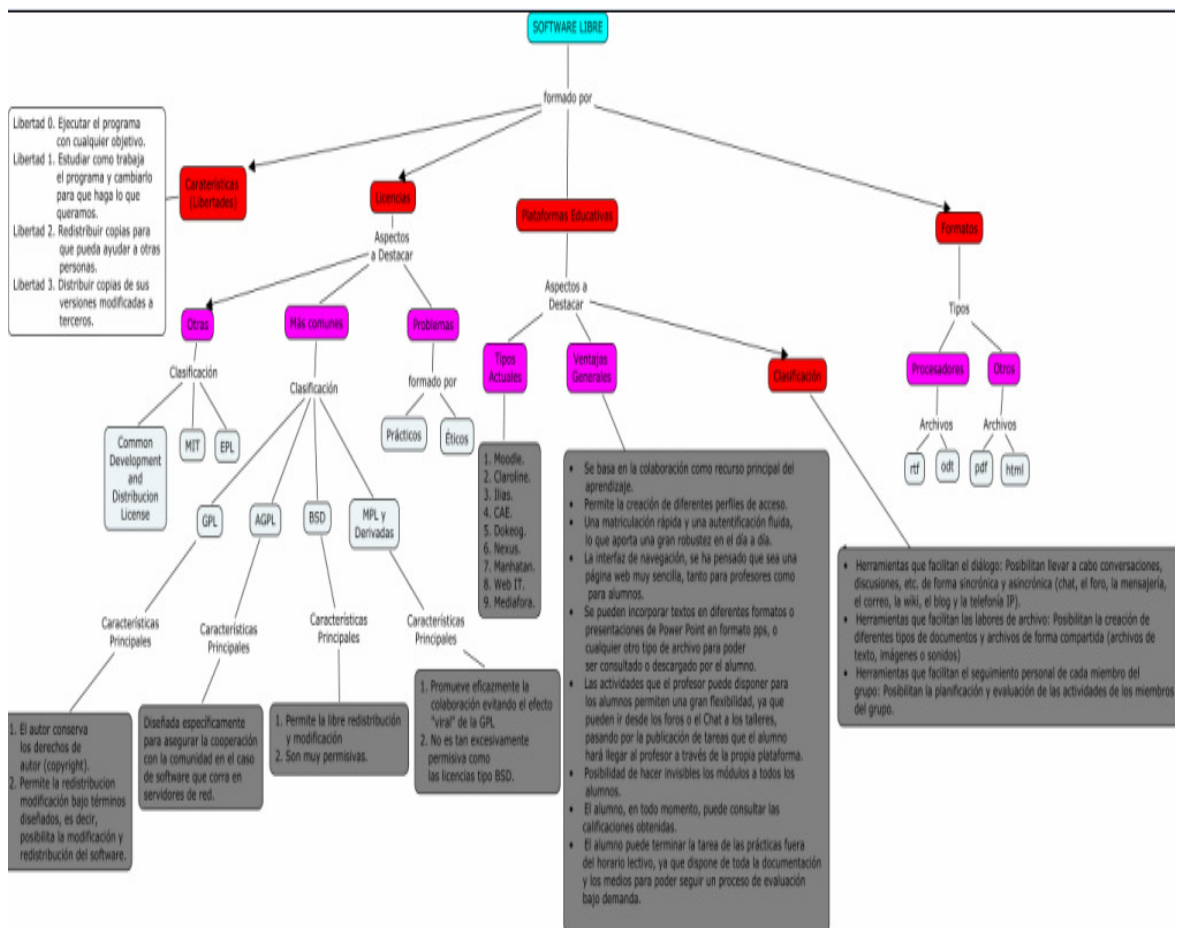 SOFTWARE LIBRE
formado por
Libertad 0. Ejecutar el programa
con cualquier objetivo.
Libertad 1. Estudiar como trabaja
el programa y cambiarlo
para que haga lo que
queramos.
Libertad 2. Redistribuir copias para
que pueda ayudar a otras
personas.
Libertad 3. Distribuir copias de sus
versiones modificadas a
terceros.
Caraterísticas
(Libertades)
Licencias
Plataformas Educativas
Formatos
Aspectos
a Destacar
Otras
Más comunes
Problemas
Clasificación
Common
Development
and
Distribucion
License
MIT
EPL
Clasificación
GPL
AGPL
BSD
MPL y
Derivadas
formado por
Prácticos
Éticos
Características
Principales
1. El autor conserva
los derechos de
autor (copyright).
2. Permite la redistribucion
modificación bajo términos
diseñados, es decir,
posibilita la modificación y
redistribución del software.
Características
Principales
Diseñada específicamente
para asegurar la cooperación
con la comunidad en el caso
de software que corra en
servidores de red.
Características
Principales
1. Permite la libre redistribución
y modificación
2. Son muy permisivas.
Características
Principales
1. Promueve eficazmente la
colaboración evitando el efecto
"viral" de la GPL
2. No es tan excesivamente
permisiva como
las licencias tipo BSD.
Aspectos a
Destacar
Tipos
Actuales
Ventajas
Generales
Clasificación
1. Moodle.
2. Claroline.
3. Ilias.
4. CAE.
5. Dokeog.
6. Nexus.
7. Manhatan.
8. Web IT.
9. Mediafora.
• Se basa en la colaboración como recurso principal del
aprendizaje.
• Permite la creación de diferentes perfiles de acceso.
• Una matriculación rápida y una autentificación fluida,
lo que aporta una gran robustez en el día a día.
• La interfaz de navegación, se ha pensado que sea una
página web muy sencilla, tanto para profesores como
para alumnos.
• Se pueden incorporar textos en diferentes formatos o
presentaciones de Power Point en formato pps, o
cualquier otro tipo de archivo para poder
ser consultado o descargado por el alumno.
• Las actividades que el profesor puede disponer para
los alumnos permiten una gran flexibilidad, ya que
pueden ir desde los foros o el Chat a los talleres,
pasando por la publicación de tareas que el alumno
hará llegar al profesor a través de la propia plataforma.
• Posibilidad de hacer invisibles los módulos a todos los
alumnos.
• El alumno, en todo momento, puede consultar las
calificaciones obtenidas.
• El alumno puede terminar la tarea de las prácticas fuera
del horario lectivo, ya que dispone de toda la documentación
y los medios para poder seguir un proceso de evaluación
bajo demanda.
• Herramientas que facilitan el diálogo: Posibilitan llevar a cabo conversaciones,
discusiones, etc. de forma sincrónica y asincrónica (chat, el foro, la mensajería,
el correo, la wiki, el blog y la telefonía IP).
• Herramientas que facilitan las labores de archivo: Posibilitan la creación de
diferentes tipos de documentos y archivos de forma compartida (archivos de
texto, imágenes o sonidos)
• Herramientas que facilitan el seguimiento personal de cada miembro del
grupo: Posibilitan la planificación y evaluación de las actividades de los miembros
del grupo.
Tipos
Procesadores
Otros
Archivos
rtf
odt
Archivos
pdf
html